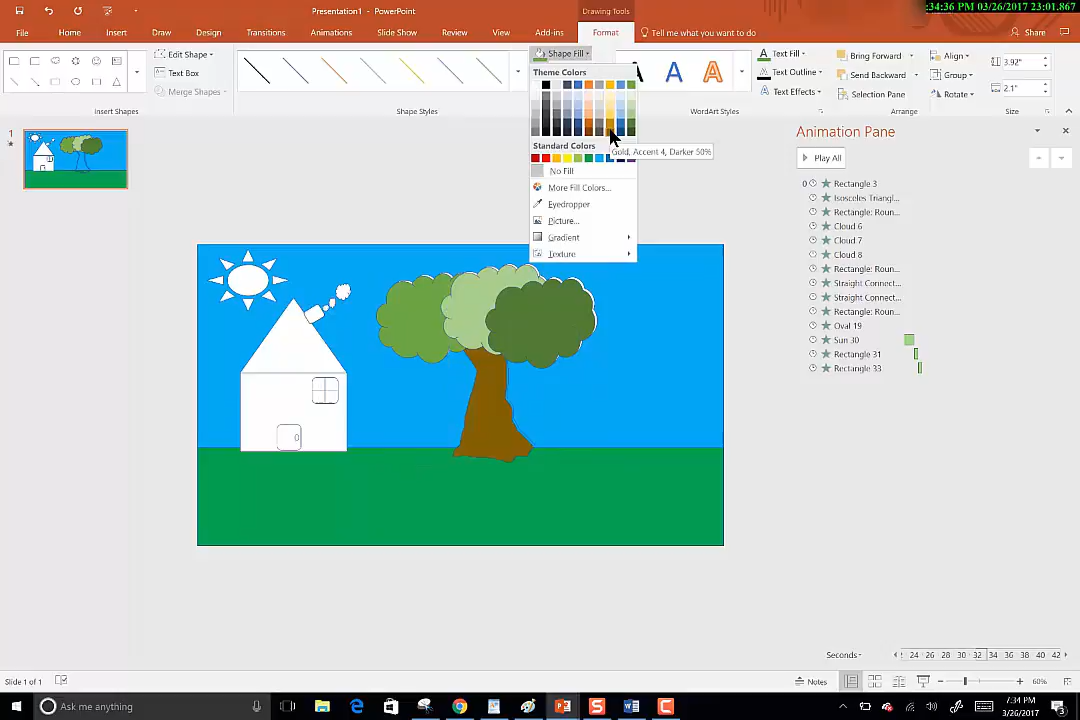 :34:36 PM 03/26/2017 23:01.867
Presentation1 - PowerPoint
Drawing Tools
File Home Insert Draw Design Transitions Animations Slide Show Review View Add-ins Format Tell me what you want to do Share
Edit Shape
Text Box
Merge Shapes
Insert Shapes
Shape Styles
Shape Fill
Theme Colors
Gold, Accent 4, Darker 50%
Standard Colors
No Fill
More Fill Colors...
Eyedropper
Picture...
Gradient
Texture
A A
Text Fill
Text Outline
Text Effects
WordArt Styles
Bring Forward
Send Backward
Selection Pane
Align
Group
Rotate
Arrange
3.92"
2.1"
Size
1
Animation Pane
Play All
0 Rectangle 3
Isosceles Triangl...
Rectangle: Roun...
Cloud 6
Cloud 7
Cloud 8
Rectangle: Roun...
Straight Connect...
Straight Connect...
Rectangle: Roun...
Oval 19
Sun 30
Rectangle 31
Rectangle 33
Seconds 24 26 28 30 32 34 36 38 40 42
Slide 1 of 1
Notes
60%
Ask me anything
7:34 PM
3/26/2017
3